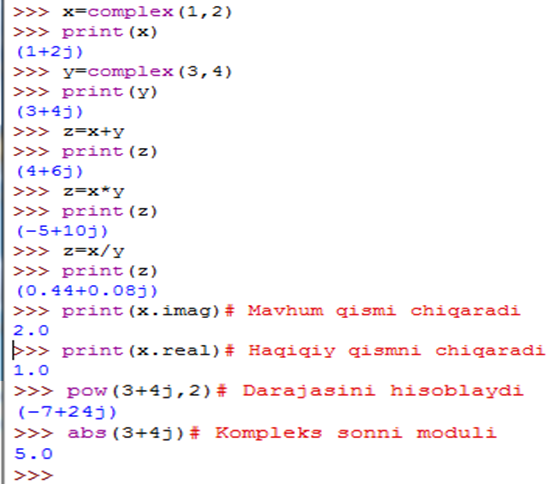 >>> x=complex(1,2)
>>> print(x)
(1+2j)
>>> y=complex(3,4)
>>> print(y)
(3+4j)
>>> z=x+y
>>> print(z)
(4+6j)
>>> z=x*y
>>> print(z)
(-5+10j)
>>> z=x/y
>>> print(z)
(0.44+0.08j)
>>> print(x.imag)# Mavhum qismi chiqaradi
2.0
>>> print(x.real)# Haqiqiy qismni chiqaradi
1.0
>>> pow(3+4j,2)# Darajasini hisoblaydi
(-7+24j)
>>> abs(3+4j)# Kompleks sonni moduli
5.0
>>>